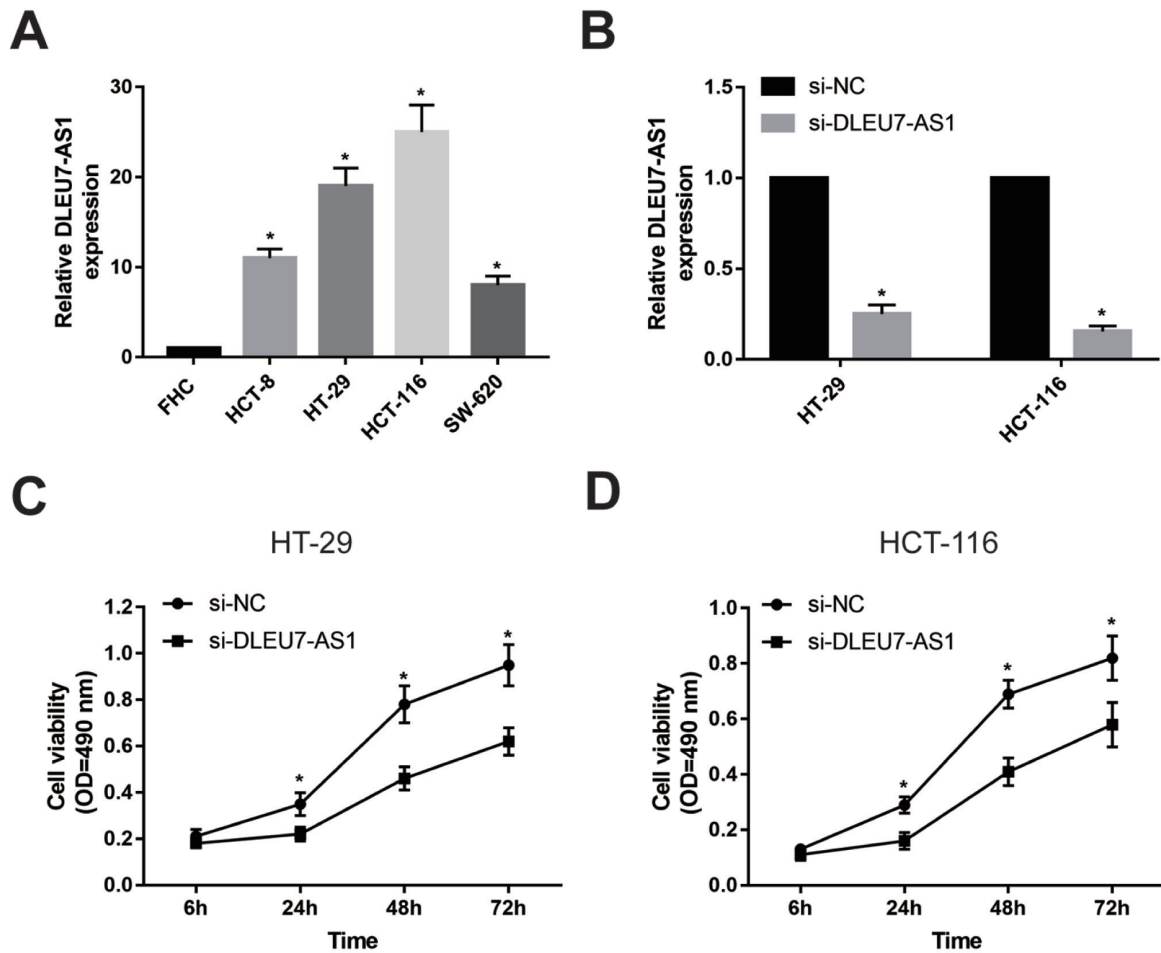 A
Relative DLEU7-AS1
expression
30
20
10
0
*
*
*
*
FHC
HCT-8
HT-29
HCT-116
SW-620
B
Relative DLEU7-AS1
expression
1.5
1.0
0.5
0.0
si-NC
si-DLEU7-AS1
*
*
HT-29
HCT-116
C
HT-29
Cell viability
(OD=490 nm)
1.2
1.0
0.8
0.6
0.4
0.2
0.0
si-NC
si-DLEU7-AS1
*
*
*
6h
24h
48h
72h
Time
D
HCT-116
Cell viability
(OD=490 nm)
1.0
0.8
0.6
0.4
0.2
0.0
si-NC
si-DLEU7-AS1
*
*
*
6h
24h
48h
72h
Time